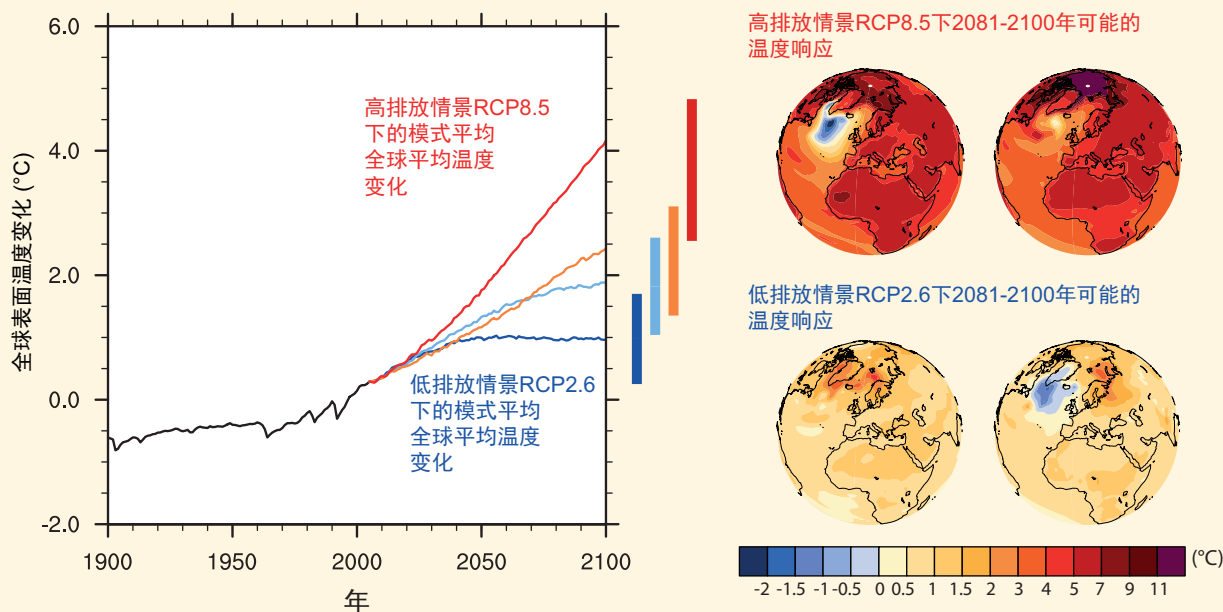 6.0
4.0
2.0
0.0
-2.0
全球表面温度变化 (°C)
高排放情景RCP8.5
下的模式平均
全球平均温度
变化
低排放情景RCP2.6
下的模式平均
全球平均温度
变化
1900
1950
2000
2050
2100
年
高排放情景RCP8.5下2081-2100年可能的
温度响应
低排放情景RCP2.6下2081-2100年可能的
温度响应
(°C)
-2 -1.5 -1 -0.5 0 0.5 1 1.5 2 3 4 5 7 9 11